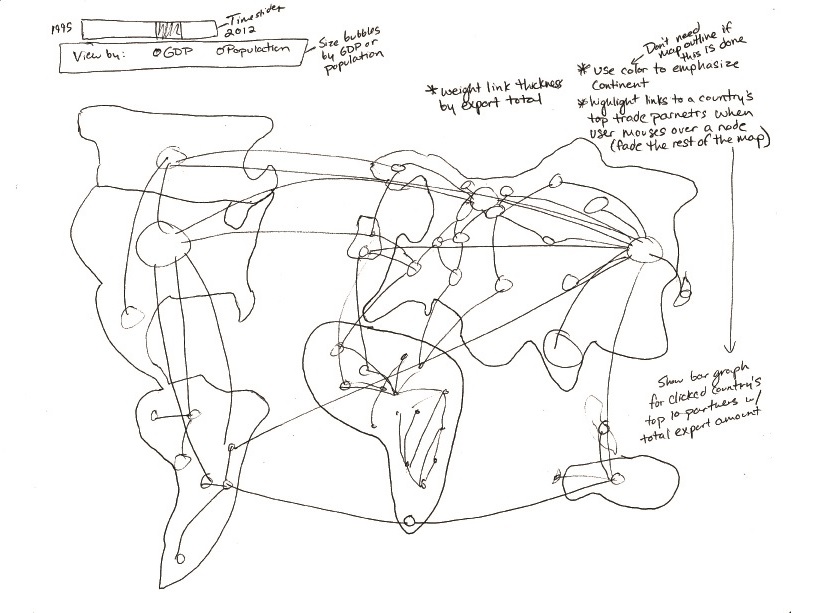 1995
Timeslider
2012
View by: GDP Population
Size bubbles
by GDP or
population
* weight link thickness
by export total
Don't need
map outline if
this is done
* use color to emphasize
continent
* highlight links to a country's
top trade parnetrs when
user mouses over a node
(fade the rest of the map)
Show bar graph
for clicked country's
top 10 partners w/
total export amount